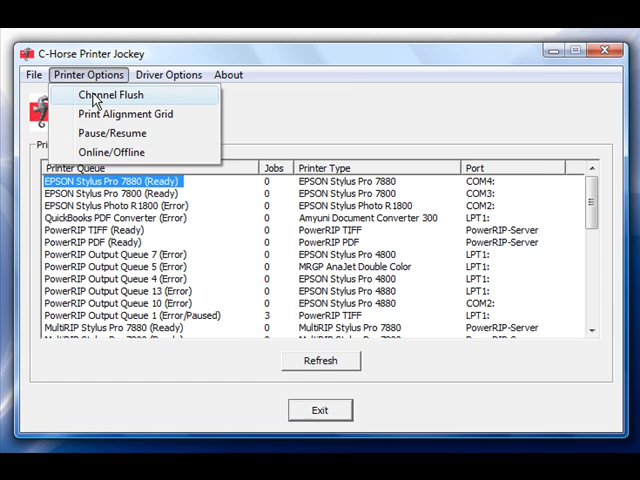 C-Horse Printer Jockey
File Printer Options Driver Options About
Channel Flush
Print Alignment Grid
Pause/Resume
Online/Offline
Printer Queue Jobs Printer Type Port
EPSON Stylus Pro 7880 (Ready) 0 EPSON Stylus Pro 7880 COM4:
EPSON Stylus Pro 7800 (Ready) 0 EPSON Stylus Pro 7800 COM3:
EPSON Stylus Photo R1800 (Error) 0 EPSON Stylus Photo R1800 COM2:
QuickBooks PDF Converter (Error) 0 Amyuni Document Converter 300 LPT1:
PowerRIP TIFF (Ready) 0 PowerRIP TIFF PowerRIP-Server
PowerRIP PDF (Ready) 0 PowerRIP PDF PowerRIP-Server
PowerRIP Output Queue 7 (Error) 0 EPSON Stylus Pro 4800 LPT1:
PowerRIP Output Queue 5 (Error) 0 MRGP AnaJet Double Color LPT1:
PowerRIP Output Queue 4 (Error) 0 EPSON Stylus Pro 4880 LPT1:
PowerRIP Output Queue 13 (Error) 0 EPSON Stylus Pro 4880 LPT1:
PowerRIP Output Queue 10 (Error) 0 EPSON Stylus Pro 4880 COM2:
PowerRIP Output Queue 1 (Error/Paused) 3 PowerRIP TIFF LPT1:
MultiRIP Stylus Pro 7880 (Ready) 0 MultiRIP Stylus Pro 7880 PowerRIP-Server
Refresh
Exit